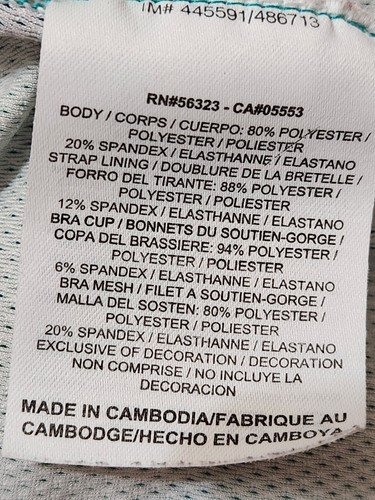 IM# 445591/486713
RN#56323 - CA#05553
BODY / CORPS / CUERPO: 80% POLYESTER /
POLYESTER / POLIESTER
20% SPANDEX / ELASTHANNE / ELASTANO
STRAP LINING / DOUBLURE DE LA BRETELLE /
FORRO DEL TIRANTE: 88% POLYESTER /
POLYESTER / POLIESTER
12% SPANDEX / ELASTHANNE / ELASTANO
BRA CUP / BONNETS DU SOUTIEN-GORGE /
COPA DEL BRASSIERE: 94% POLYESTER /
POLYESTER / POLIESTER
6% SPANDEX / ELASTHANNE / ELASTANO
BRA MESH / FILET A SOUTIEN-GORGE /
MALLA DEL SOSTEN: 80% POLYESTER /
POLYESTER / POLIESTER
20% SPANDEX / ELASTHANNE / ELASTANO
EXCLUSIVE OF DECORATION / DECORATION
NON COMPRISE / NO INCLUYE LA
DECORACION
MADE IN CAMBODIA/FABRIQUE AU
CAMBODGE/HECHO EN CAMBOYA